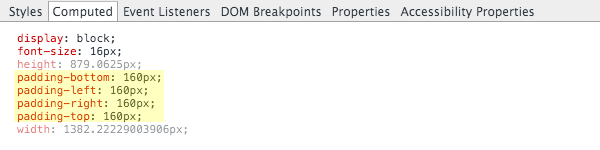 Styles Computed Event Listeners DOM Breakpoints Properties Accessibility Properties
display: block;
font-size: 16px;
height: 879.0625px;
padding-bottom: 160px;
padding-left: 160px;
padding-right: 160px;
padding-top: 160px;
width: 1382.22229003906px;